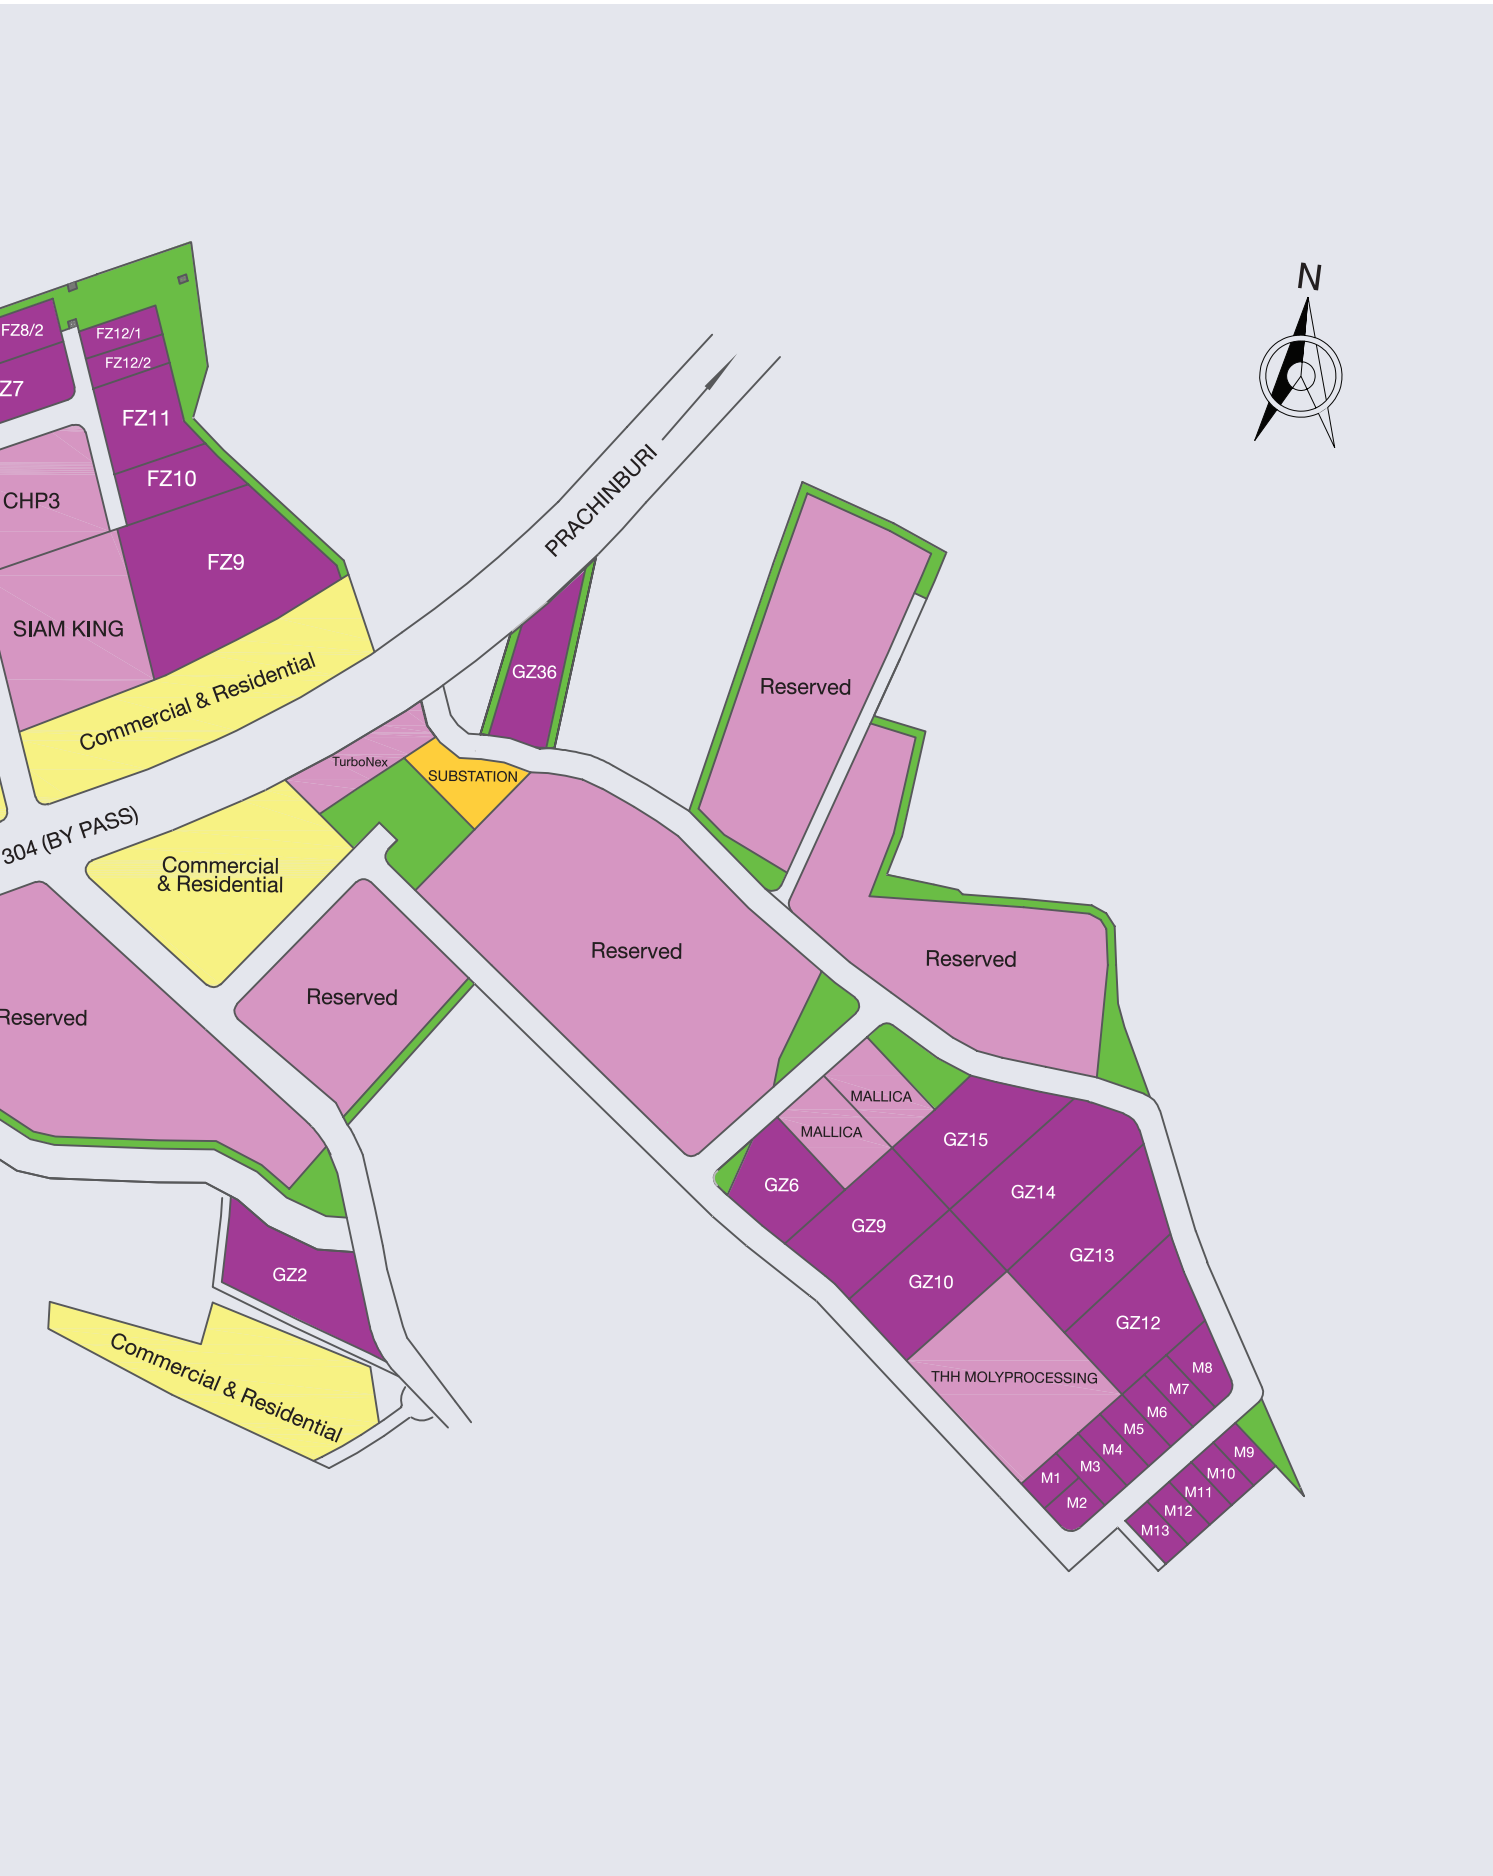 N
FZ8/2
FZ12/1
FZ12/2
Z7
FZ11
FZ10
CHP3
FZ9
SIAM KING
Commercial & Residential
PRACHINBURI
GZ36
Reserved
TurboNex
SUBSTATION
304 (BY PASS)
Commercial
& Residential
Reserved
Reserved
Reserved
Reserved
MALLICA
MALLICA
GZ15
GZ6
GZ14
GZ9
GZ13
GZ10
GZ2
GZ12
Commercial & Residential
THH MOLYPROCESSING
M8
M7
M6
M5
M4
M3
M1
M2
M9
M10
M11
M12
M13